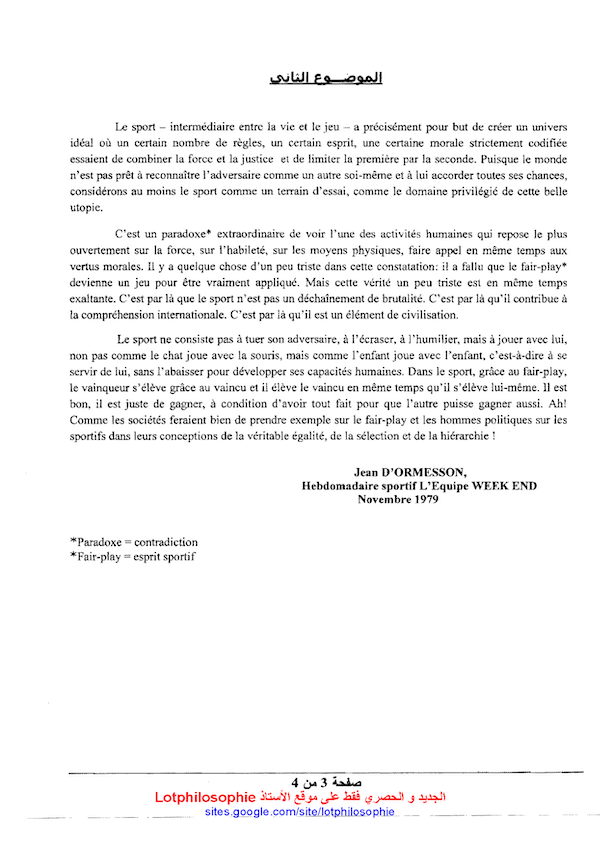 الموضـــوع الثاني
Le sport – intermédiaire entre la vie et le jeu – a précisément pour but de créer un univers
idéal où un certain nombre de règles, un certain esprit, une certaine morale strictement codifiée
essaient de combiner la force et la justice et de limiter la première par la seconde. Puisque le monde
n'est pas prêt à reconnaître l'adversaire comme un autre soi-même et à lui accorder toutes ses chances,
considérons au moins le sport comme un terrain d'essai, comme le domaine privilégié de cette belle
utopie.
C'est un paradoxe* extraordinaire de voir l'une des activités humaines qui repose le plus
ouvertement sur la force, sur l'habileté, sur les moyens physiques, faire appel en même temps aux
vertus morales. Il y a quelque chose d'un peu triste dans cette constatation: il a fallu que le fair-play*
devienne un jeu pour être vraiment appliqué. Mais cette vérité un peu triste est en même temps
exaltante. C'est par là que le sport n'est pas un déchaînement de brutalité. C'est par là qu'il contribue à
la compréhension internationale. C'est par là qu'il est un élément de civilisation.
Le sport ne consiste pas à tuer son adversaire, à l'écraser, à l'humilier, mais à jouer avec lui,
non pas comme le chat joue avec la souris, mais comme l'enfant joue avec l'enfant, c'est-à-dire à se
servir de lui, sans l'abaisser pour développer ses capacités humaines. Dans le sport, grâce au fair-play,
le vainqueur s'élève grâce au vaincu et il élève le vaincu en même temps qu'il s'élève lui-même. Il est
bon, il est juste de gagner, à condition d'avoir tout fait pour que l'autre puisse gagner aussi. Ah!
Comme les sociétés feraient bien de prendre exemple sur le fair-play et les hommes politiques sur les
sportifs dans leurs conceptions de la véritable égalité, de la sélection et de la hiérarchie !
Jean D'ORMESSON,
Hebdomadaire sportif L'Equipe WEEK END
Novembre 1979
*Paradoxe = contradiction
*Fair-play = esprit sportif
صفحة 3 من 4
الجديد و الحصري فقط على موقع الأستاذ Lotphilosophie
sites.google.com/site/lotphilosophie